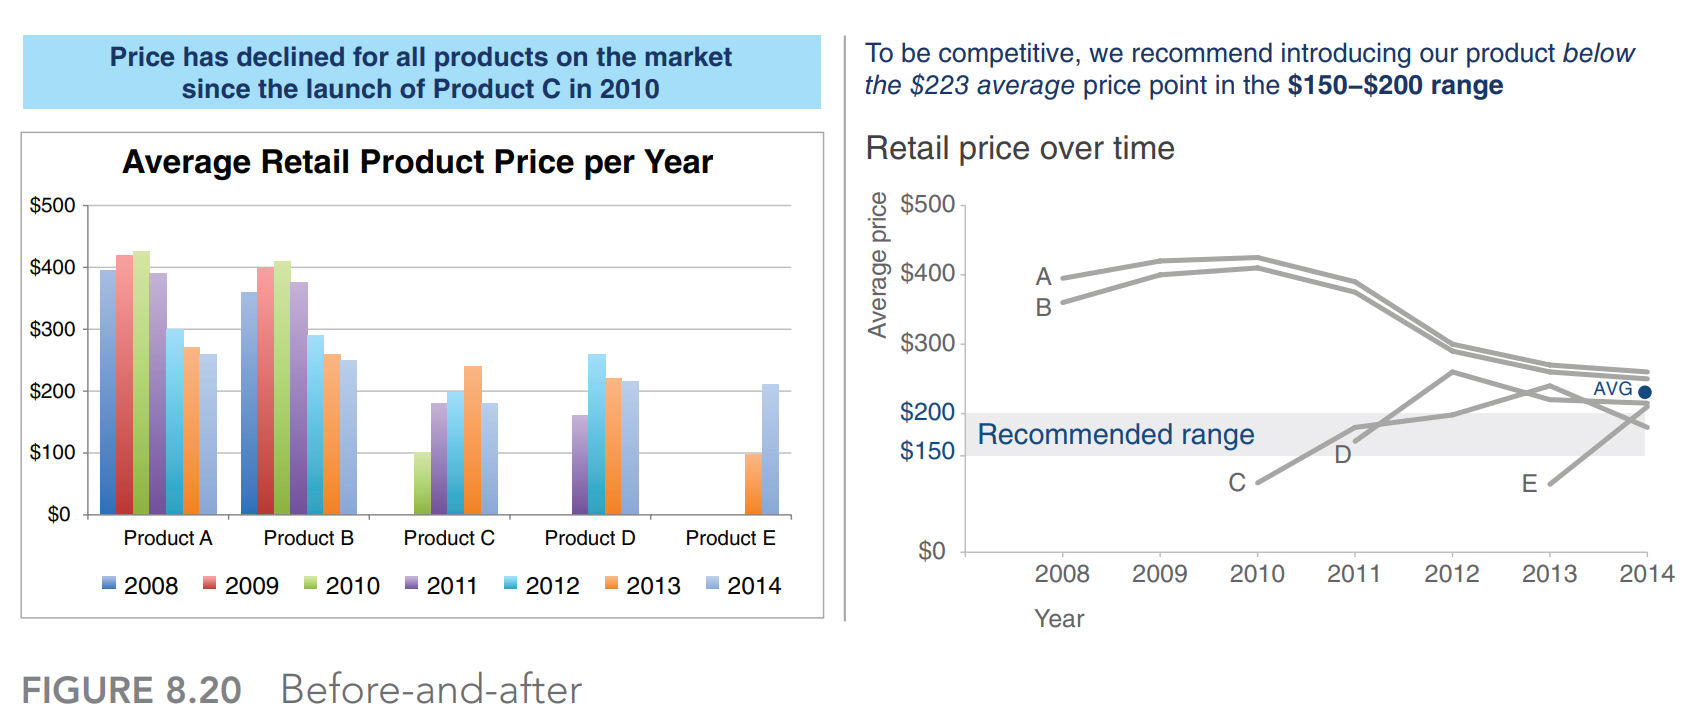 Price has declined for all products on the market
since the launch of Product C in 2010
Average Retail Product Price per Year
$500
$400
$300
$200
$100
$0
Product A
Product B
Product C
Product D
Product E
2008
2009
2010
2011
2012
2013
2014
To be competitive, we recommend introducing our product below
the $223 average price point in the $150–$200 range
Retail price over time
Average price
$500
$400
$300
$200
$150
$0
A
B
C
D
E
AVG
Recommended range
2008
2009
2010
2011
2012
2013
2014
Year
FIGURE 8.20 Before-and-after